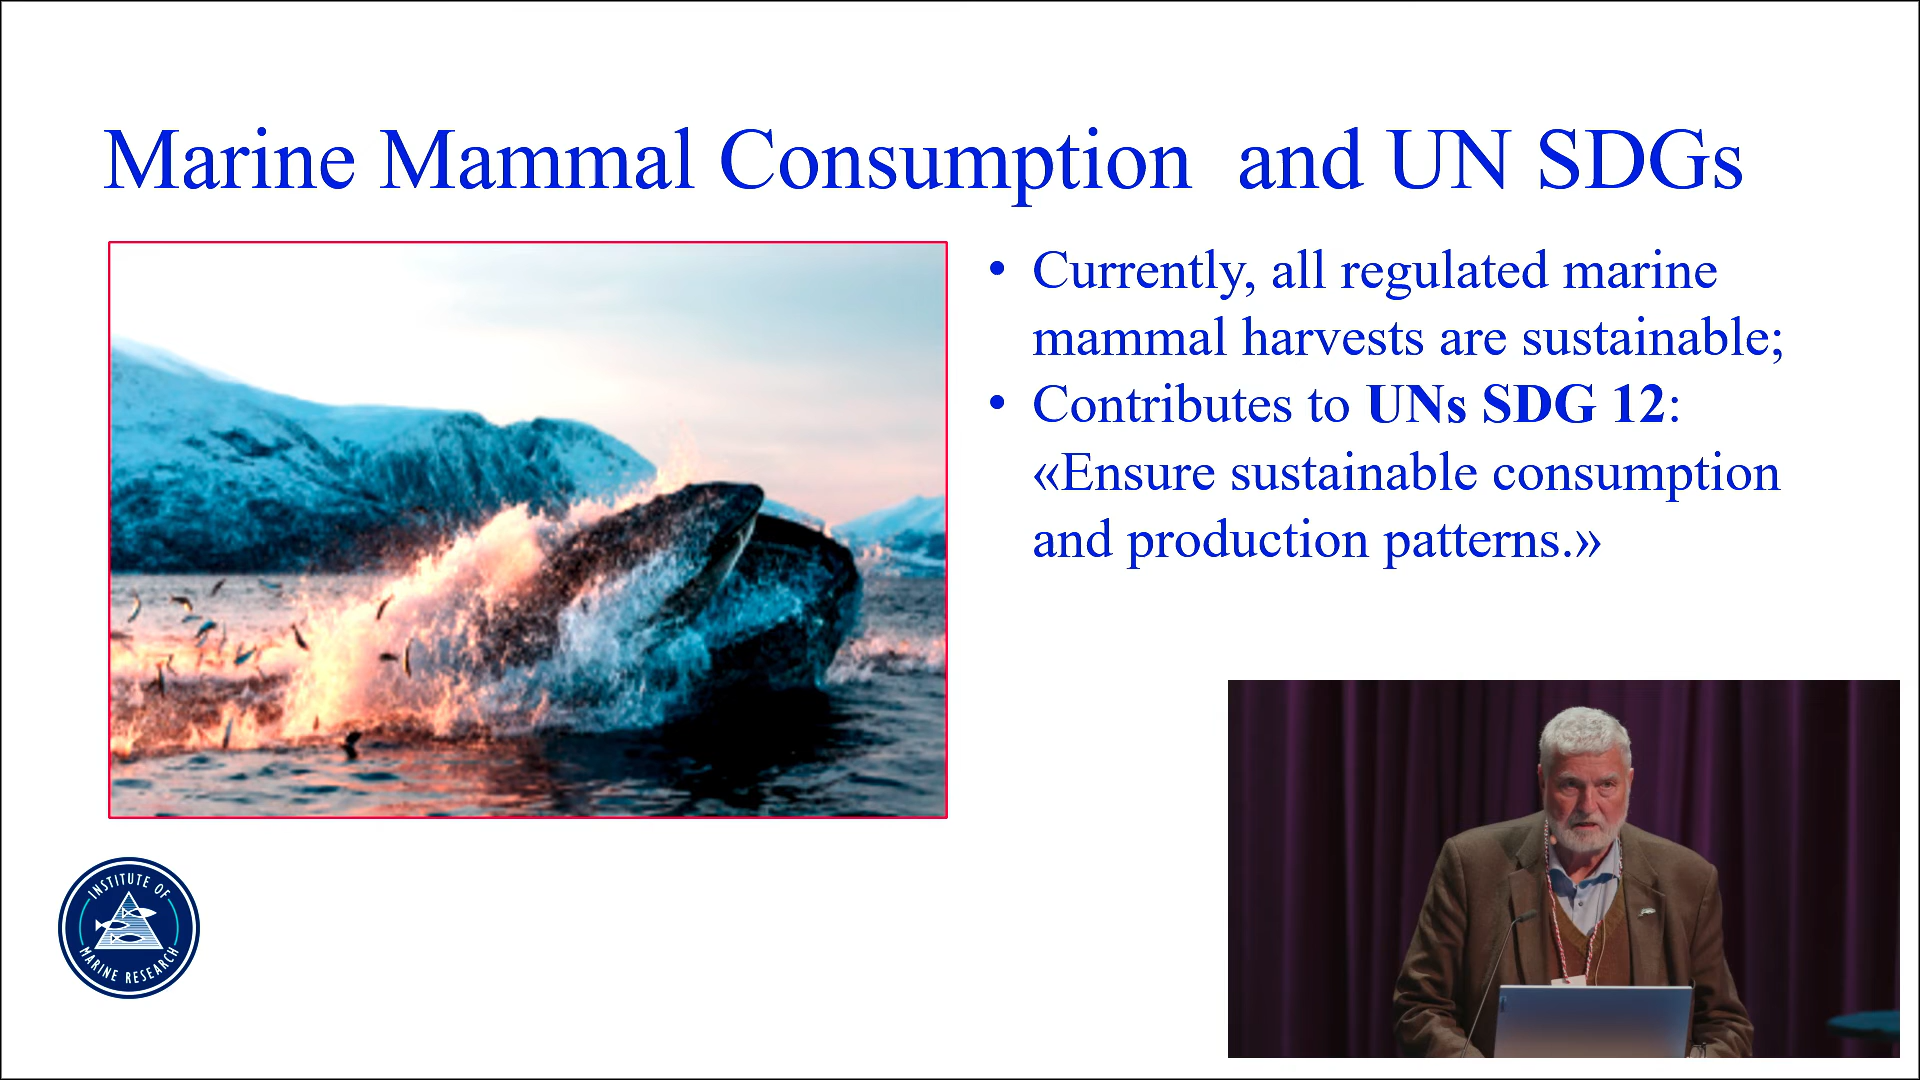 Marine Mammal Consumption  and UN SDGs
• Currently, all regulated marine
mammal harvests are sustainable;
• Contributes to UNs SDG 12:
«Ensure sustainable consumption
and production patterns.»
INSTITUTE OF
MARINE RESEARCH